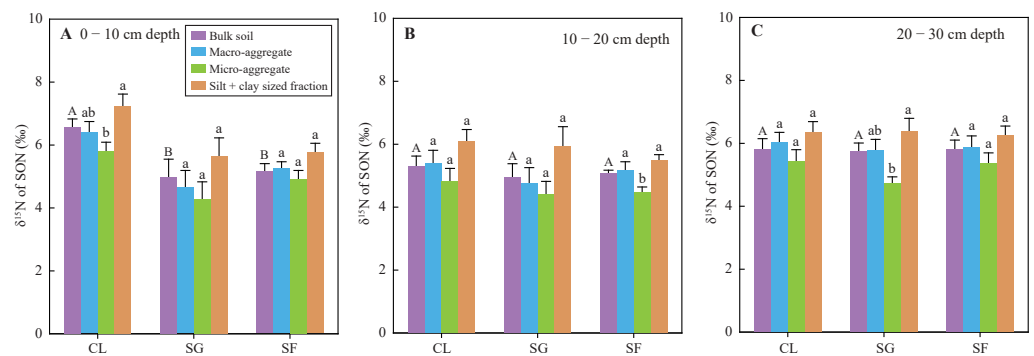 A 0 − 10 cm depth
Bulk soil
Macro-aggregate
Micro-aggregate
Silt + clay sized fraction
δ¹⁵N of SON (‰)
10
8
6
4
2
0
A ab b a
B a a a
B a a a
CL SG SF
B
10 − 20 cm depth
δ¹⁵N of SON (‰)
10
8
6
4
2
0
A a a a
A a a a
A a b a
CL SG SF
C
20 − 30 cm depth
δ¹⁵N of SON (‰)
10
8
6
4
2
0
A a a a
A ab b a
A a a a
CL SG SF